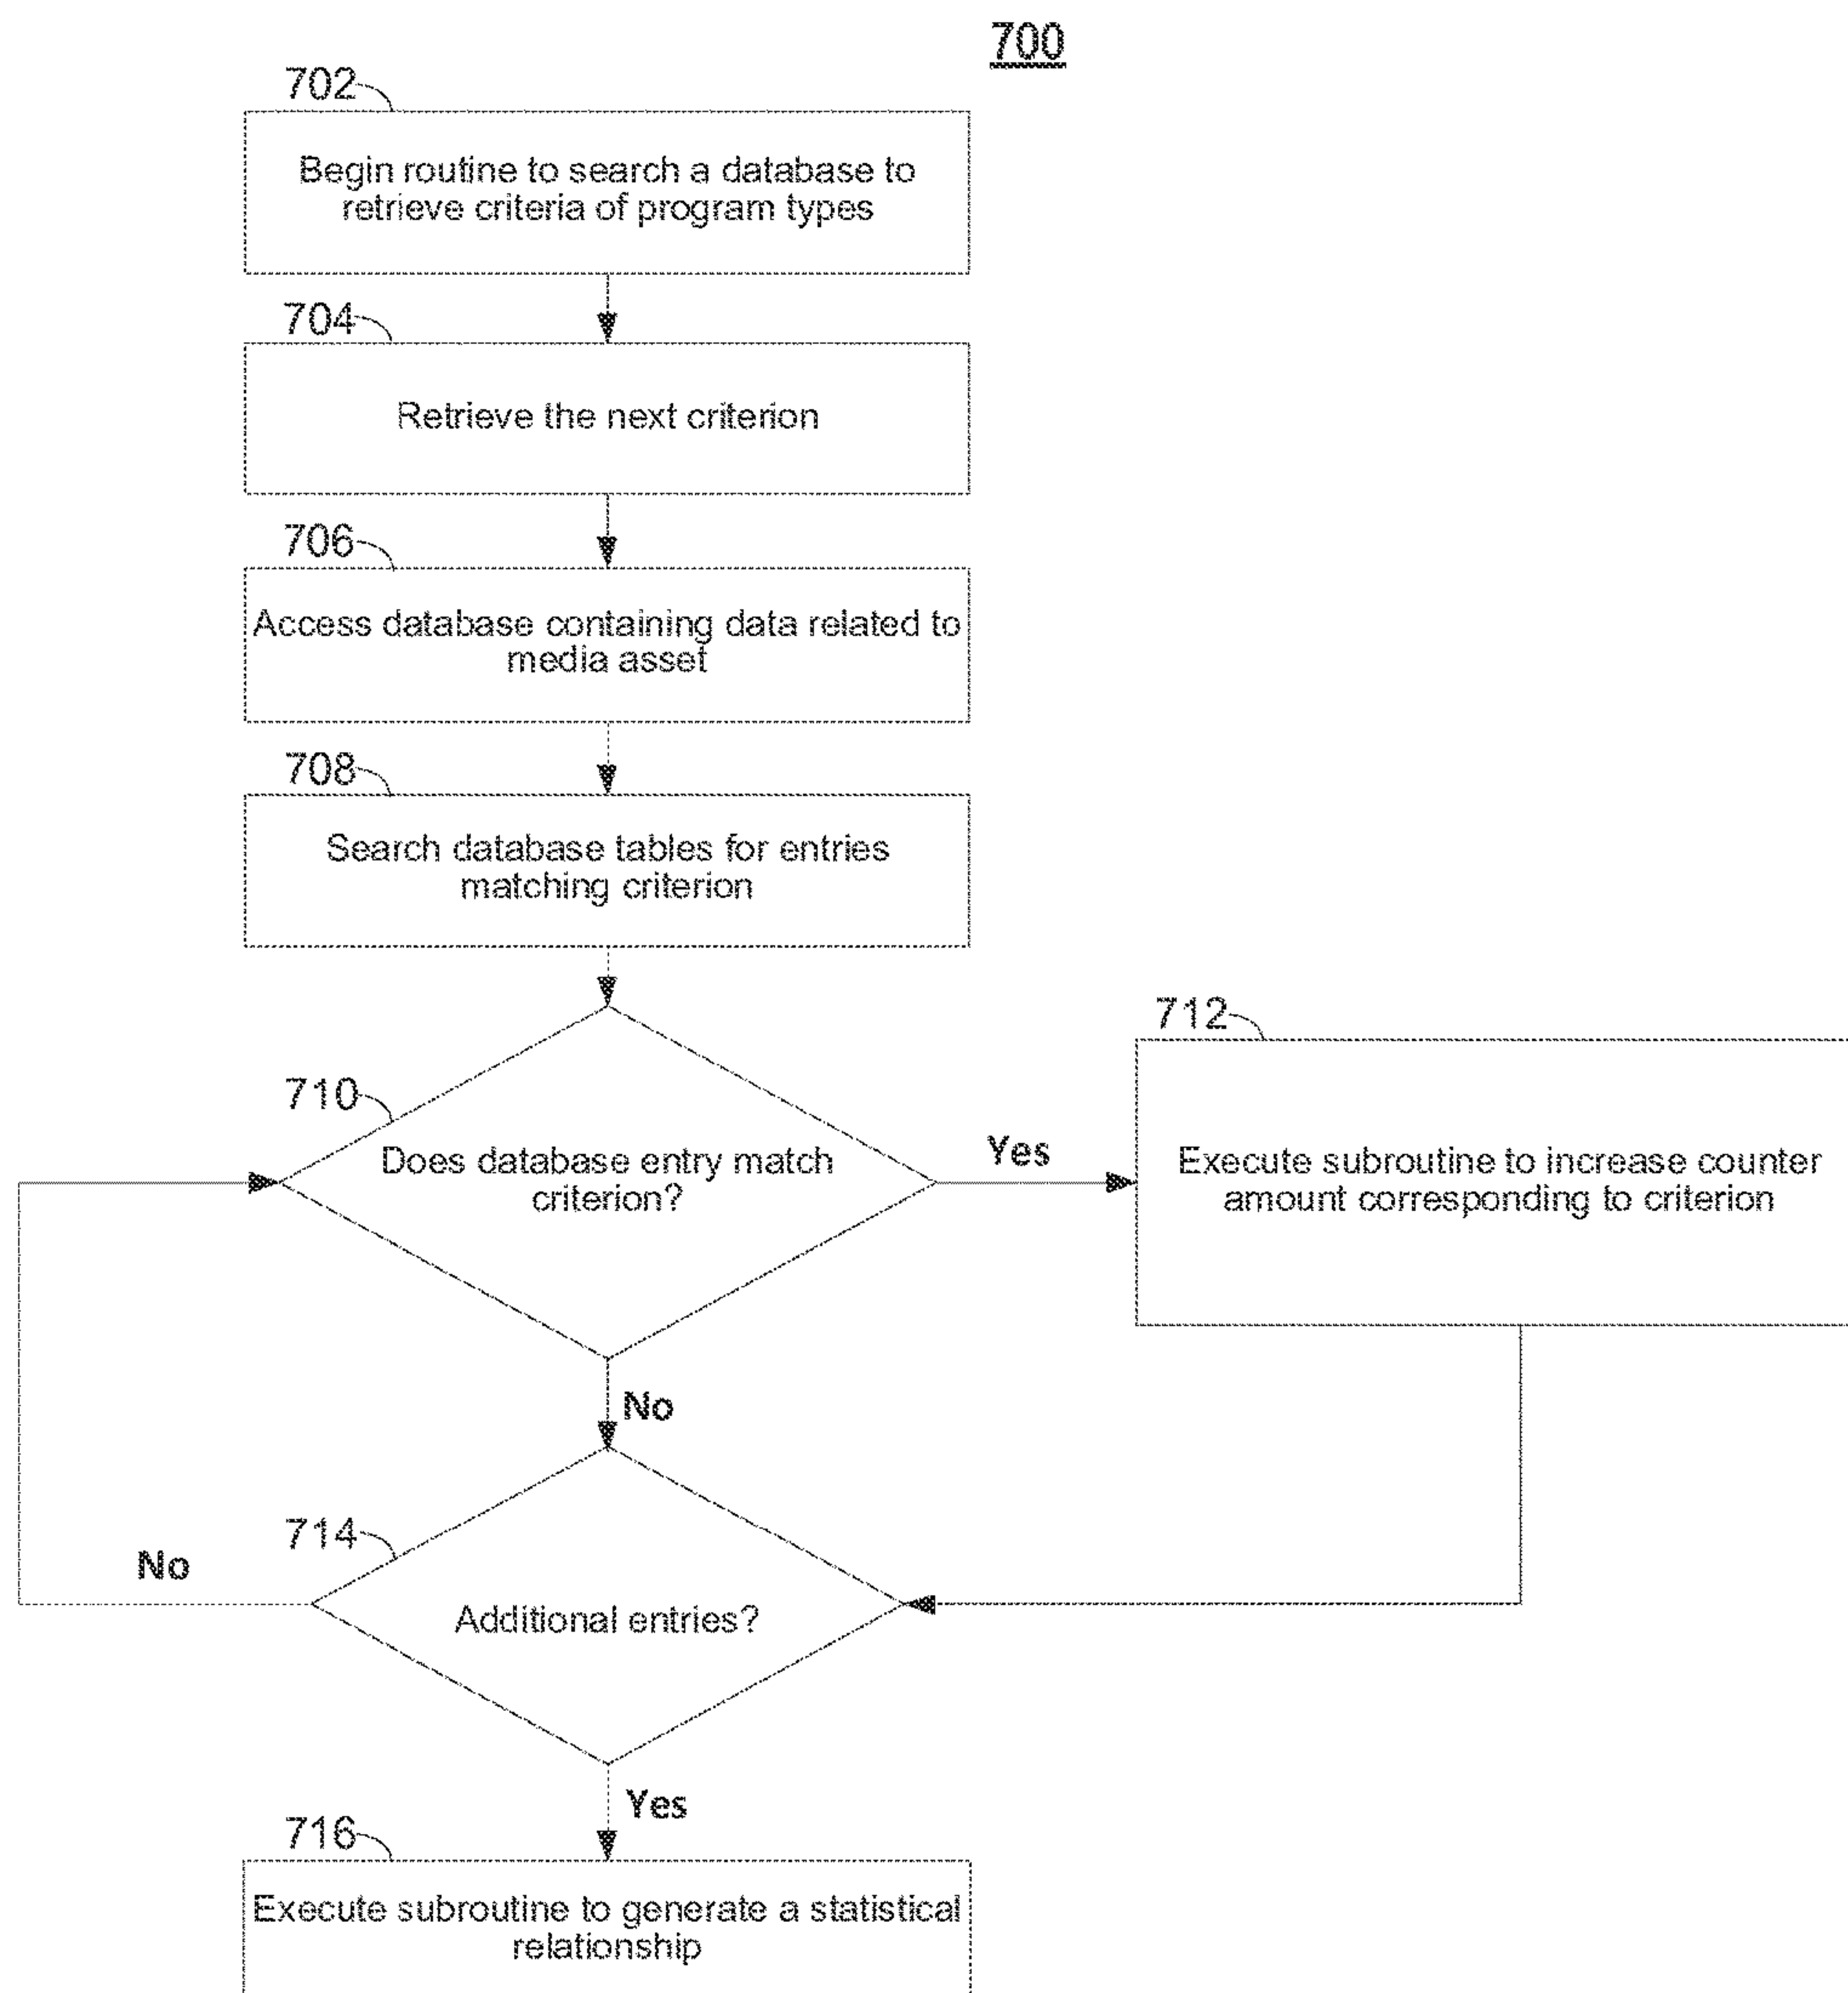 700
702
Begin routine to search a database to
retrieve criteria of program types
704
Retrieve the next criterion
706
Access database containing data related to
media asset
708
Search database tables for entries
matching criterion
710
Does database entry match
criterion?
Yes
712
Execute subroutine to increase counter
amount corresponding to criterion
No
714
Additional entries?
No
Yes
716
Execute subroutine to generate a statistical
relationship